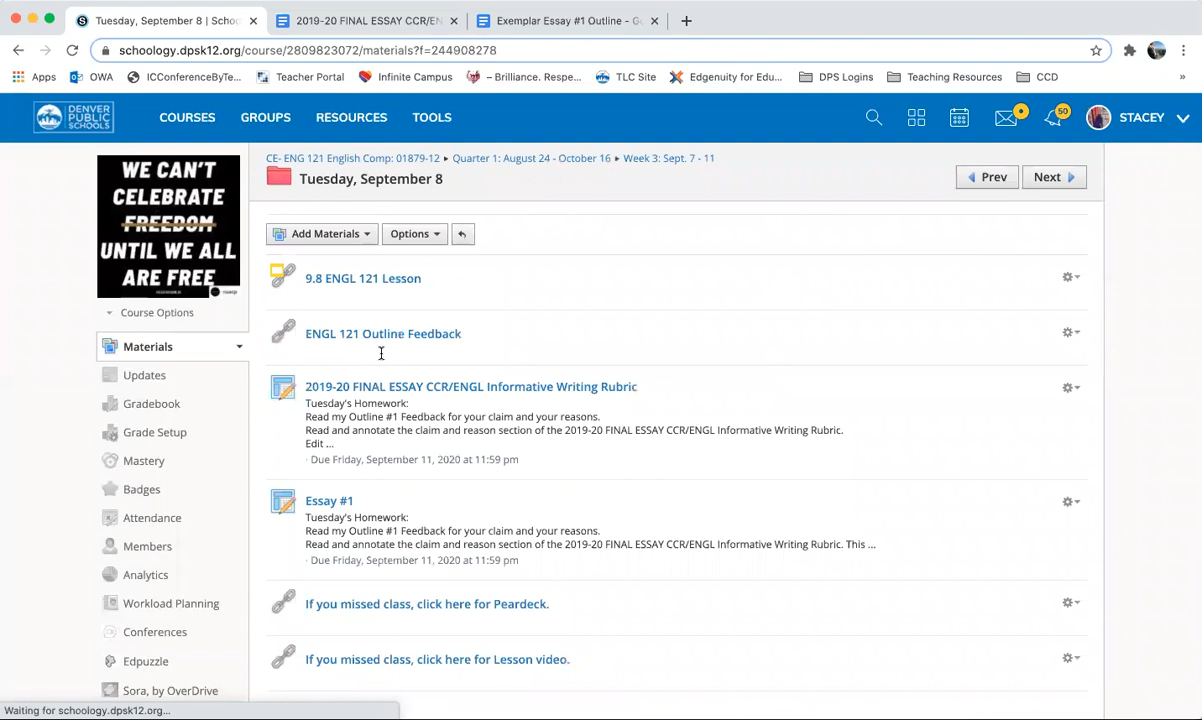 Tuesday, September 8 | Schoo
2019-20 FINAL ESSAY CCR/EN
Exemplar Essay #1 Outline - Go
schoology.dpsk12.org/course/2809823072/materials?f=244908278
Apps
OWA
ICConferenceByTe...
Teacher Portal
Infinite Campus
– Brilliance. Respe...
TLC Site
Edgenuity for Edu...
DPS Logins
Teaching Resources
CCD
»
DENVER
PUBLIC
SCHOOLS
COURSES
GROUPS
RESOURCES
TOOLS
50
STACEY
WE CAN'T
CELEBRATE
FREEDOM
UNTIL WE ALL
ARE FREE
CE- ENG 121 English Comp: 01879-12 ▸ Quarter 1: August 24 - October 16 ▸ Week 3: Sept. 7 - 11
Tuesday, September 8
Prev
Next
Add Materials
Options
Course Options
Materials
Updates
Gradebook
Grade Setup
Mastery
Badges
Attendance
Members
Analytics
Workload Planning
Conferences
Edpuzzle
Sora, by OverDrive
9.8 ENGL 121 Lesson
ENGL 121 Outline Feedback
2019-20 FINAL ESSAY CCR/ENGL Informative Writing Rubric
Tuesday's Homework:
Read my Outline #1 Feedback for your claim and your reasons.
Read and annotate the claim and reason section of the 2019-20 FINAL ESSAY CCR/ENGL Informative Writing Rubric.
Edit ...
· Due Friday, September 11, 2020 at 11:59 pm
Essay #1
Tuesday's Homework:
Read my Outline #1 Feedback for your claim and your reasons.
Read and annotate the claim and reason section of the 2019-20 FINAL ESSAY CCR/ENGL Informative Writing Rubric. This ...
· Due Friday, September 11, 2020 at 11:59 pm
If you missed class, click here for Peardeck.
If you missed class, click here for Lesson video.
Waiting for schoology.dpsk12.org...